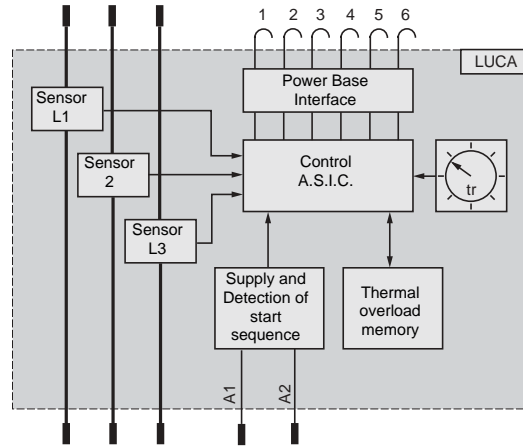 1 2 3 4 5 6
LUCA
Power Base
Interface
Sensor
L1
Control
A.S.I.C.
Sensor
2
tr
Sensor
L3
Supply and
Detection of
start
sequence
Thermal
overload
memory
A1
A2